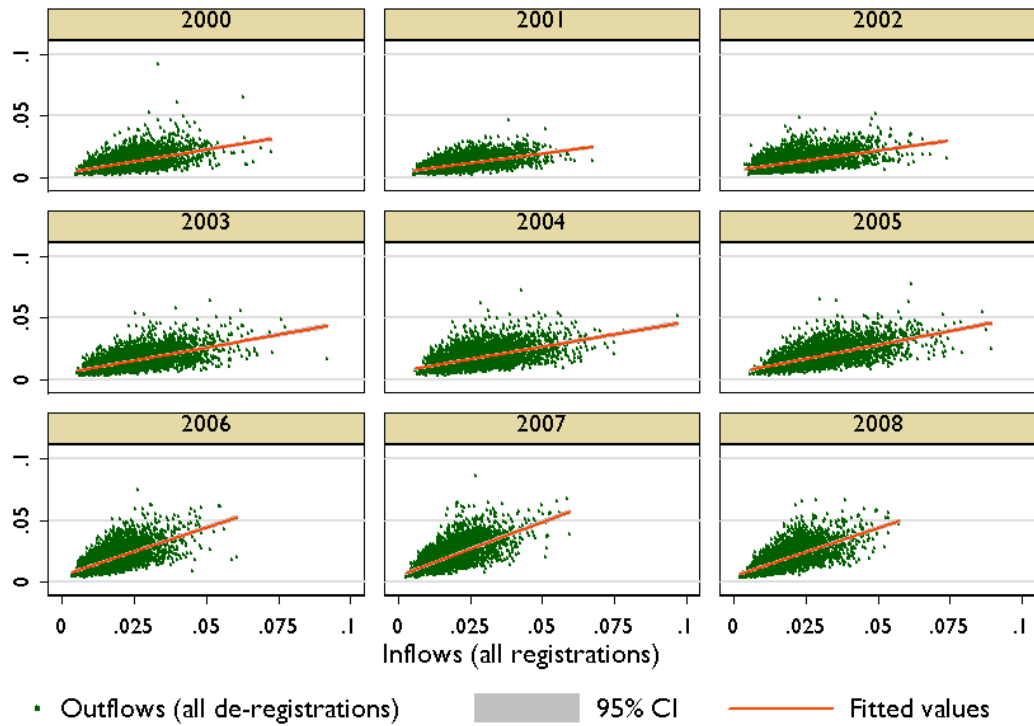 2000 2001 2002
.1
.05
0
2003 2004 2005
.1
.05
0
2006 2007 2008
.1
.05
0
0 .025 .05 .075 .1 0 .025 .05 .075 .1 0 .025 .05 .075 .1
Inflows (all registrations)
Outflows (all de-registrations) 95% CI Fitted values